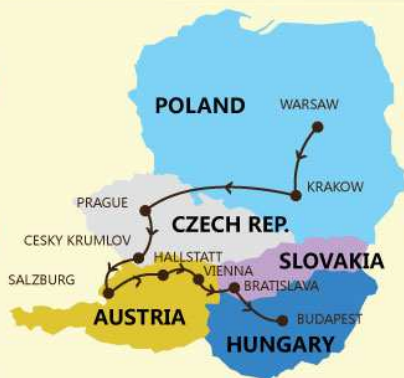 WARSAW
POLAND
KRAKOW
PRAGUE
CZECH REP.
CESKY KRUMLOV
HALLSTATT
SLOVAKIA
VIENNA
SALZBURG
BRATISLAVA
AUSTRIA
BUDAPEST
HUNGARY